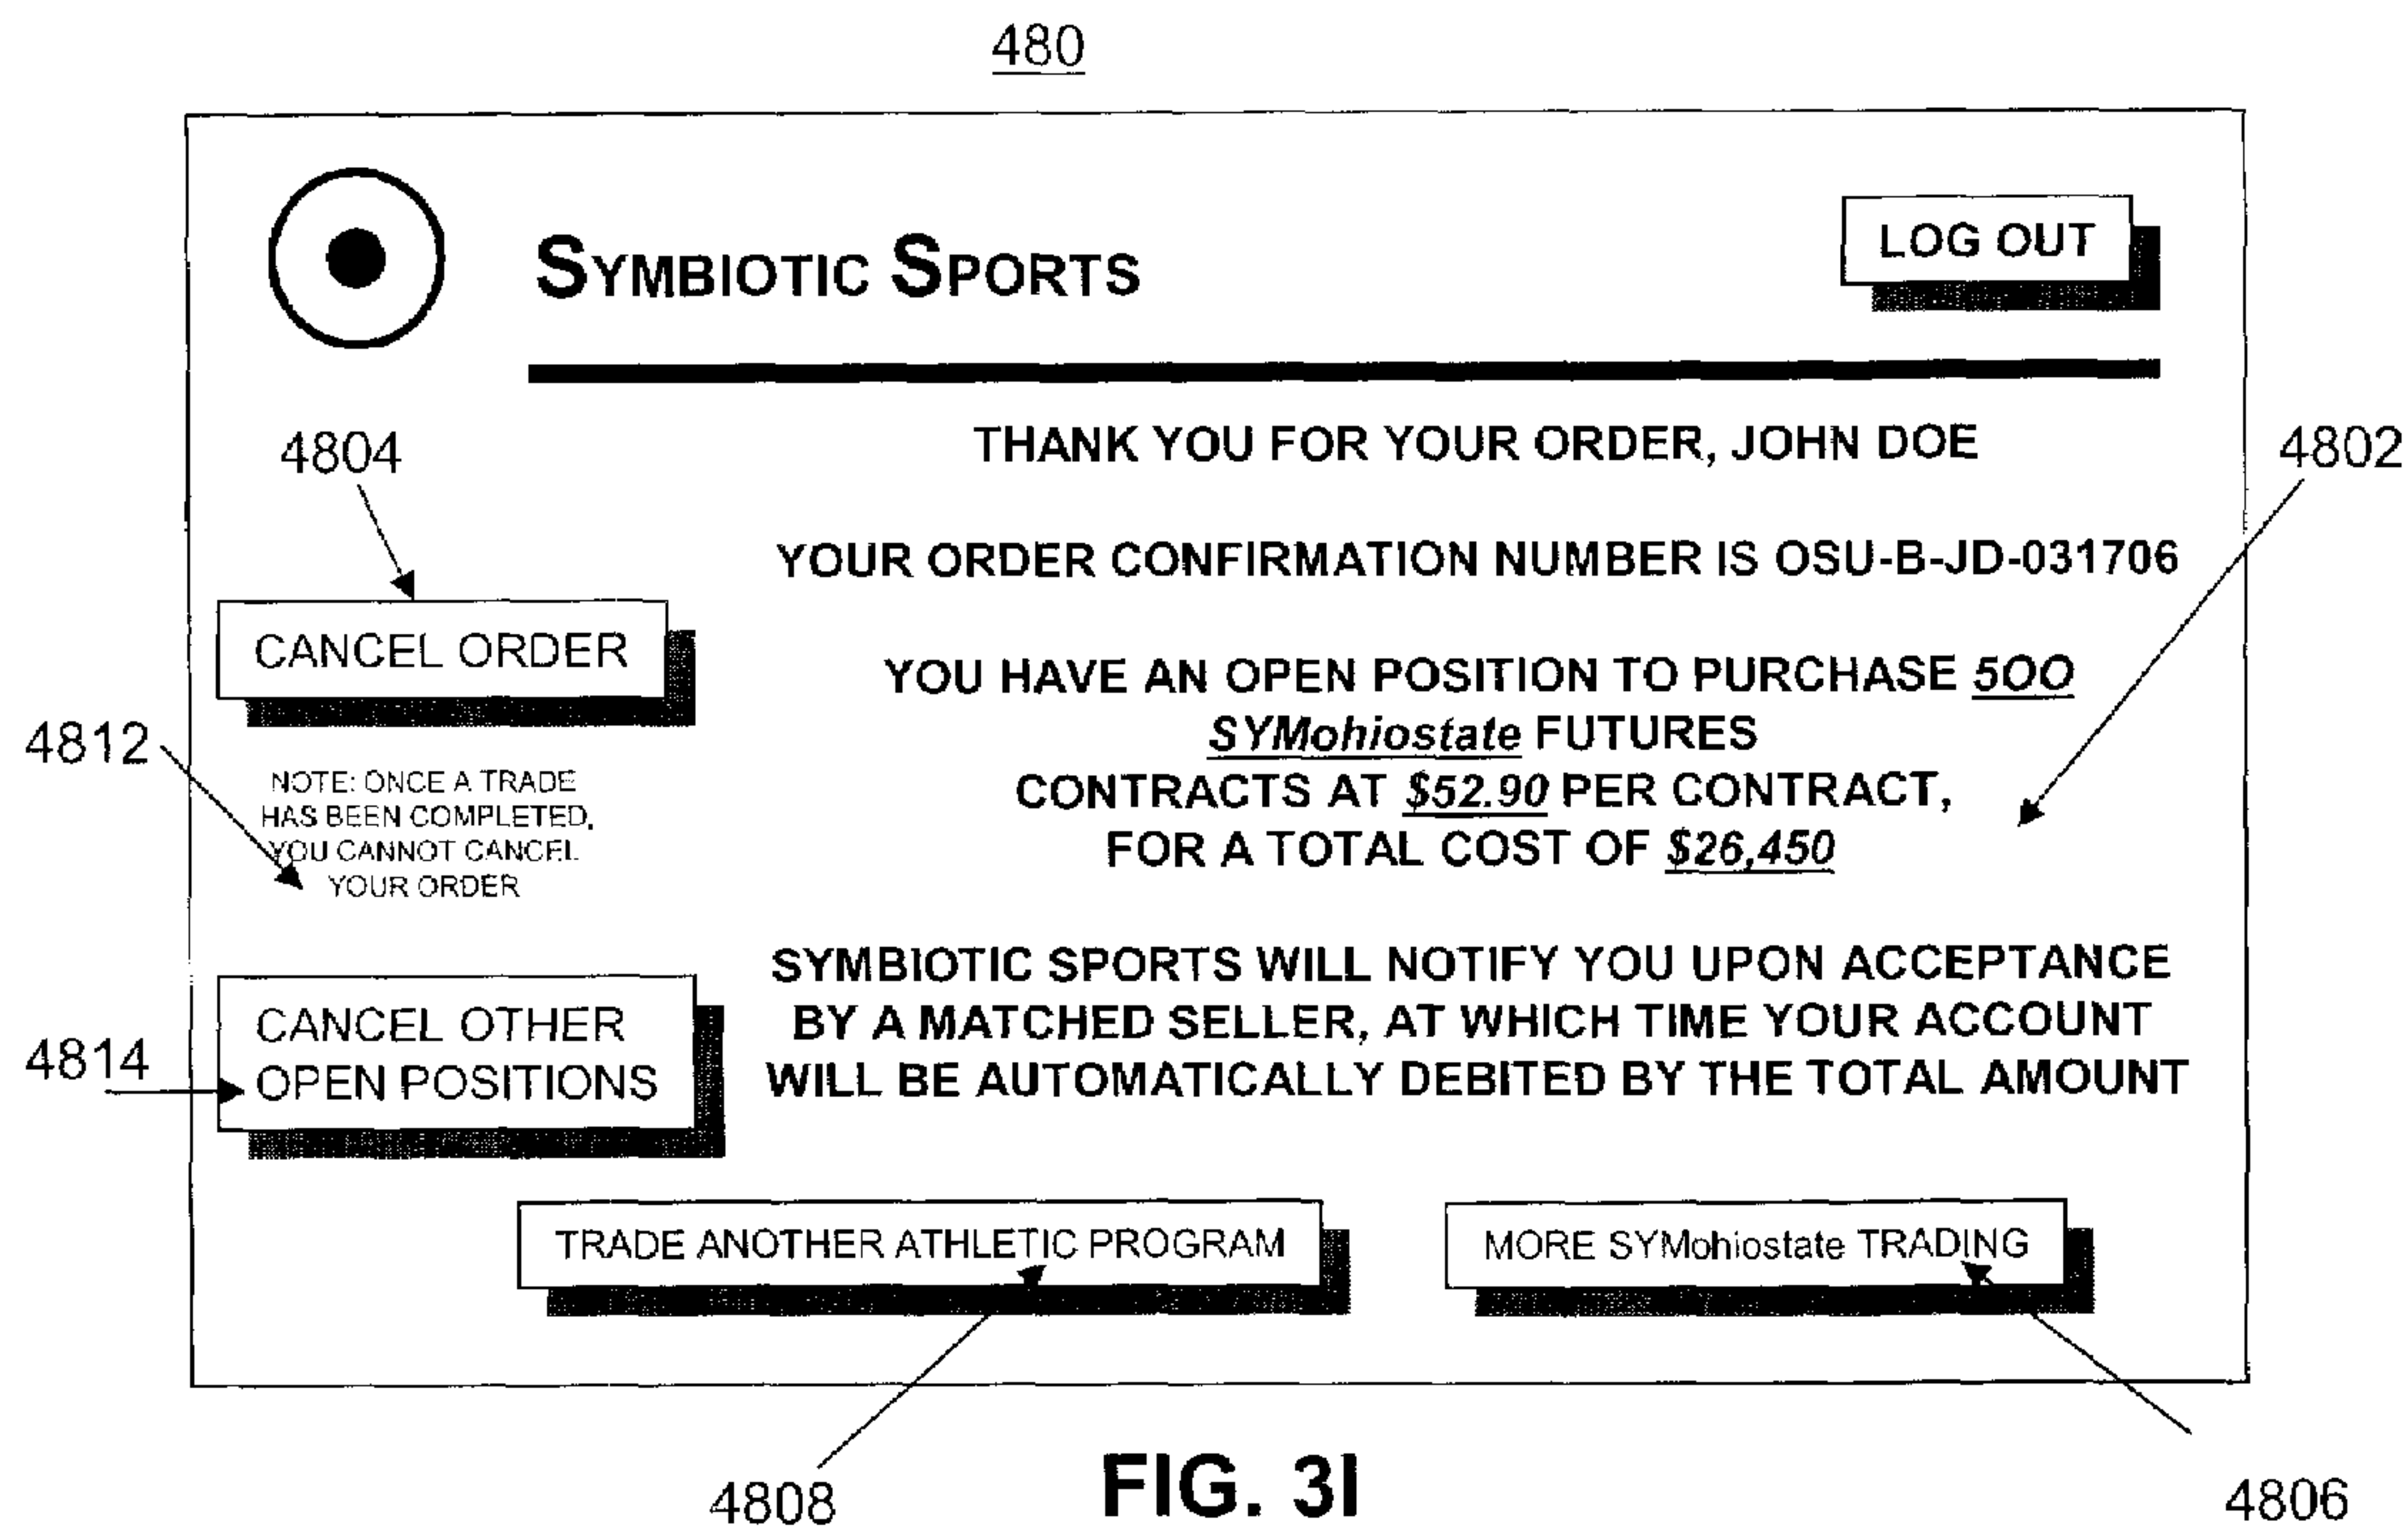 480
SYMBIOTIC SPORTS
LOG OUT
THANK YOU FOR YOUR ORDER, JOHN DOE
4804
4802
YOUR ORDER CONFIRMATION NUMBER IS OSU-B-JD-031706
CANCEL ORDER
YOU HAVE AN OPEN POSITION TO PURCHASE 500
SYMohiostate FUTURES
CONTRACTS AT $52.90 PER CONTRACT,
FOR A TOTAL COST OF $26,450
4812
NOTE: ONCE A TRADE
HAS BEEN COMPLETED,
YOU CANNOT CANCEL
YOUR ORDER
SYMBIOTIC SPORTS WILL NOTIFY YOU UPON ACCEPTANCE
BY A MATCHED SELLER, AT WHICH TIME YOUR ACCOUNT
WILL BE AUTOMATICALLY DEBITED BY THE TOTAL AMOUNT
CANCEL OTHER
OPEN POSITIONS
4814
TRADE ANOTHER ATHLETIC PROGRAM
MORE SYMohiostate TRADING
4808
FIG. 3I
4806